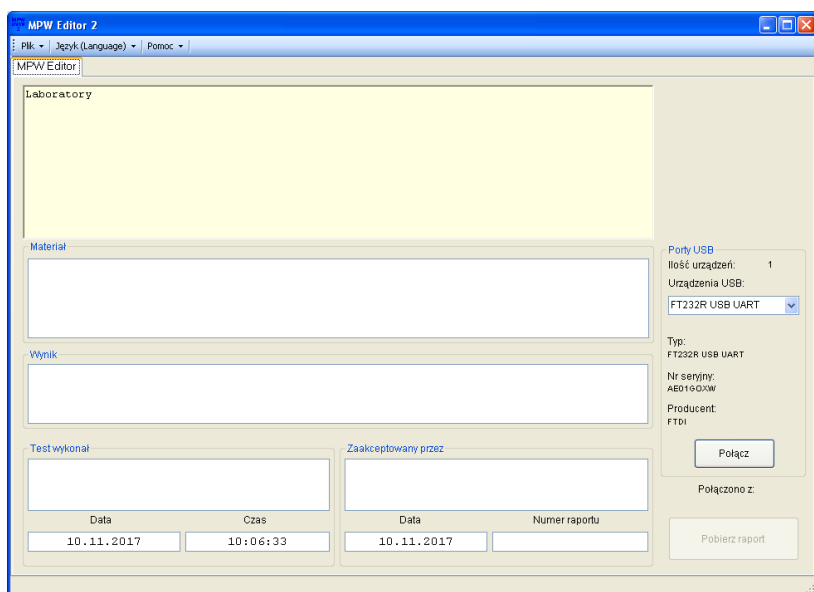 MPW Editor 2
Plik Język (Language) Pomoc
MPW Editor
Laboratory
Materiał
Wynik
Test wykonał
Data Czas
10.11.2017 10:06:33
Zaakceptowany przez
Data Numer raportu
10.11.2017
Porty USB
Ilość urządzeń: 1
Urządzenia USB:
FT232R USB UART
Typ:
FT232R USB UART
Nr seryjny:
AE01GOXW
Producent:
FTDI
Połącz
Połączono z:
Pobierz raport